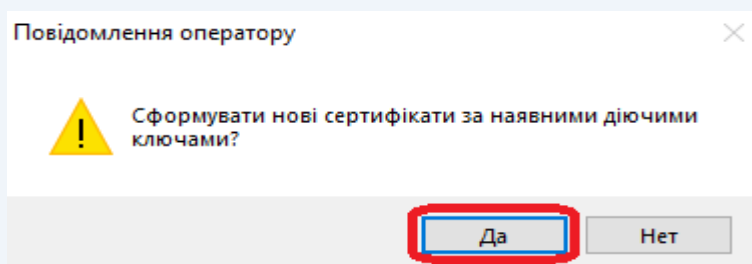 Повідомлення оператору
Сформувати нові сертифікати за наявними діючими
ключами?
Да
Нет